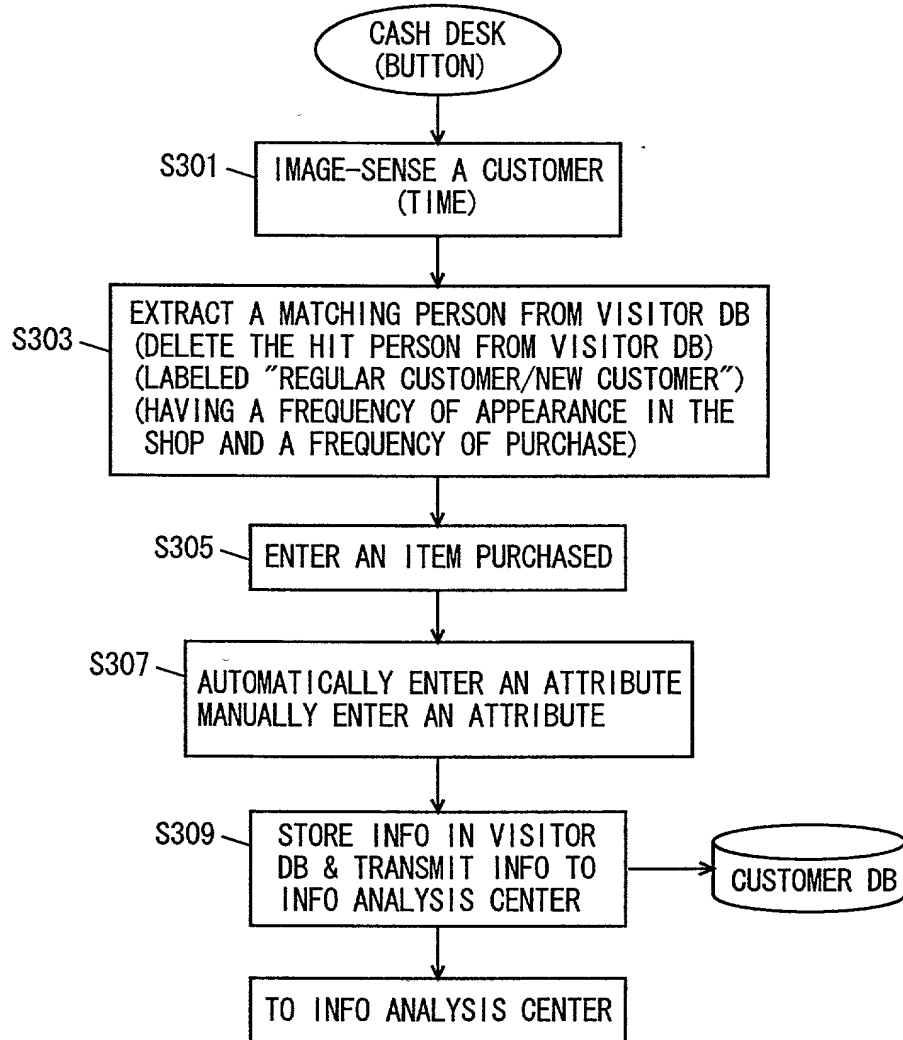 CASH DESK
(BUTTON)
S301
IMAGE-SENSE A CUSTOMER
(TIME)
S303
EXTRACT A MATCHING PERSON FROM VISITOR DB
(DELETE THE HIT PERSON FROM VISITOR DB)
(LABELED "REGULAR CUSTOMER/NEW CUSTOMER")
(HAVING A FREQUENCY OF APPEARANCE IN THE
SHOP AND A FREQUENCY OF PURCHASE)
S305
ENTER AN ITEM PURCHASED
S307
AUTOMATICALLY ENTER AN ATTRIBUTE
MANUALLY ENTER AN ATTRIBUTE
S309
STORE INFO IN VISITOR
DB & TRANSMIT INFO TO
INFO ANALYSIS CENTER
CUSTOMER DB
TO INFO ANALYSIS CENTER